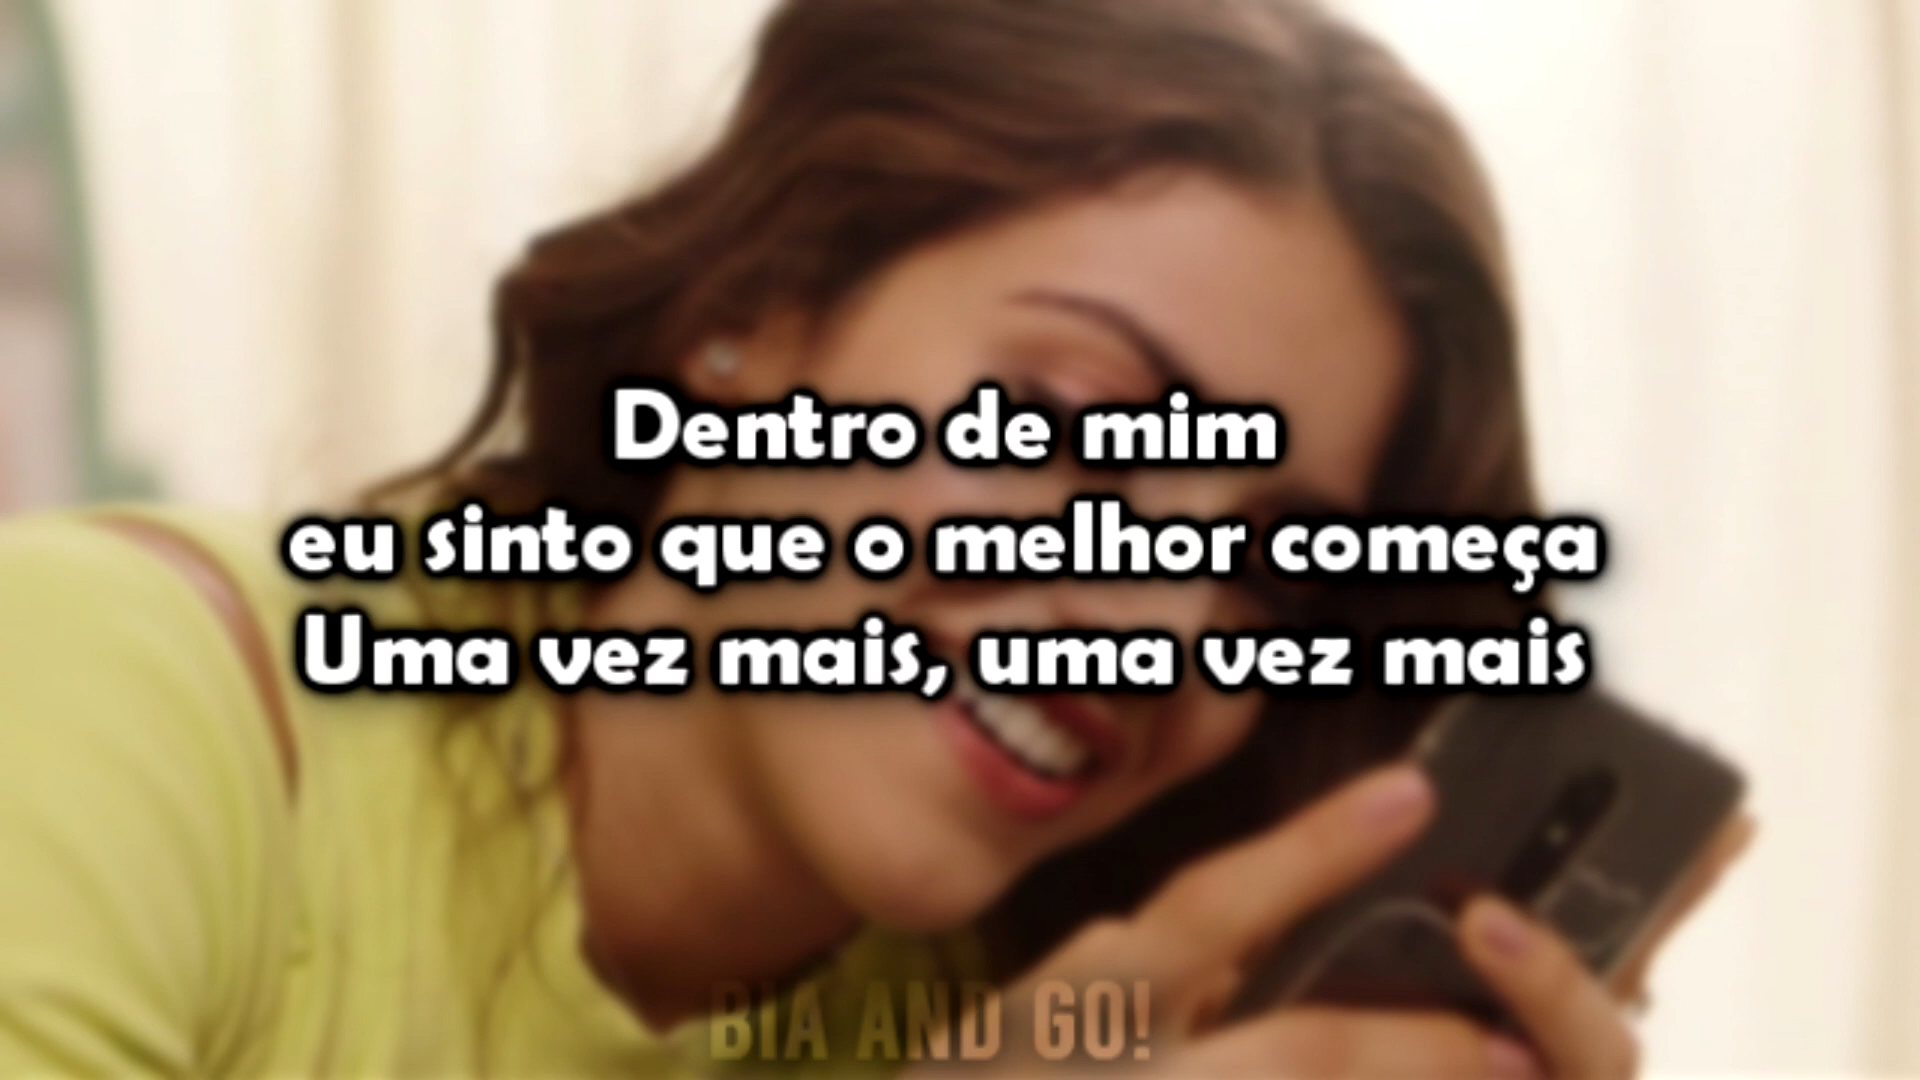 Dentro de mim
eu sinto que o melhor começa
Uma vez mais, uma vez mais
BIA AND GO!